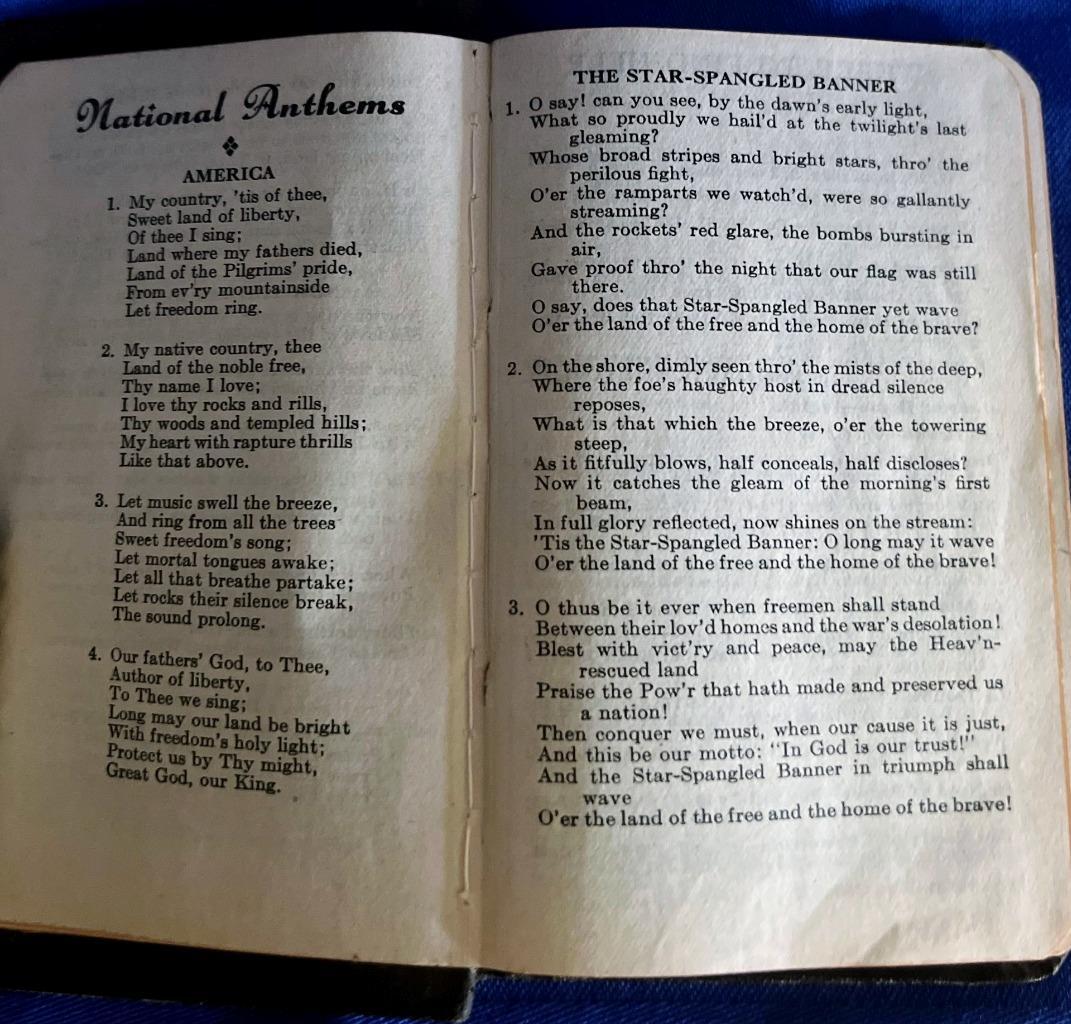 National Anthems
AMERICA
1. My country, 'tis of thee,
Sweet land of liberty,
Of thee I sing;
Land where my fathers died,
Land of the Pilgrims' pride,
From ev'ry mountainside
Let freedom ring.
2. My native country, thee
Land of the noble free,
Thy name I love;
I love thy rocks and rills,
Thy woods and templed hills;
My heart with rapture thrills
Like that above.
3. Let music swell the breeze,
And ring from all the trees
Sweet freedom's song;
Let mortal tongues awake;
Let all that breathe partake;
Let rocks their silence break,
The sound prolong.
4. Our fathers' God, to Thee,
Author of liberty,
To Thee we sing;
Long may our land be bright
With freedom's holy light;
Protect us by Thy might,
Great God, our King.
THE STAR-SPANGLED BANNER
1. O say! can you see, by the dawn's early light,
What so proudly we hail'd at the twilight's last
gleaming?
Whose broad stripes and bright stars, thro' the
perilous fight,
O'er the ramparts we watch'd, were so gallantly
streaming?
And the rockets' red glare, the bombs bursting in
air,
Gave proof thro' the night that our flag was still
there.
O say, does that Star-Spangled Banner yet wave
O'er the land of the free and the home of the brave?
2. On the shore, dimly seen thro' the mists of the deep,
Where the foe's haughty host in dread silence
reposes,
What is that which the breeze, o'er the towering
steep,
As it fitfully blows, half conceals, half discloses?
Now it catches the gleam of the morning's first
beam,
In full glory reflected, now shines on the stream:
'Tis the Star-Spangled Banner: O long may it wave
O'er the land of the free and the home of the brave!
3. O thus be it ever when freemen shall stand
Between their lov'd homes and the war's desolation!
Blest with vict'ry and peace, may the Heav'n-
rescued land
Praise the Pow'r that hath made and preserved us
a nation!
Then conquer we must, when our cause it is just,
And this be our motto: "In God is our trust!"
And the Star-Spangled Banner in triumph shall
wave
O'er the land of the free and the home of the brave!